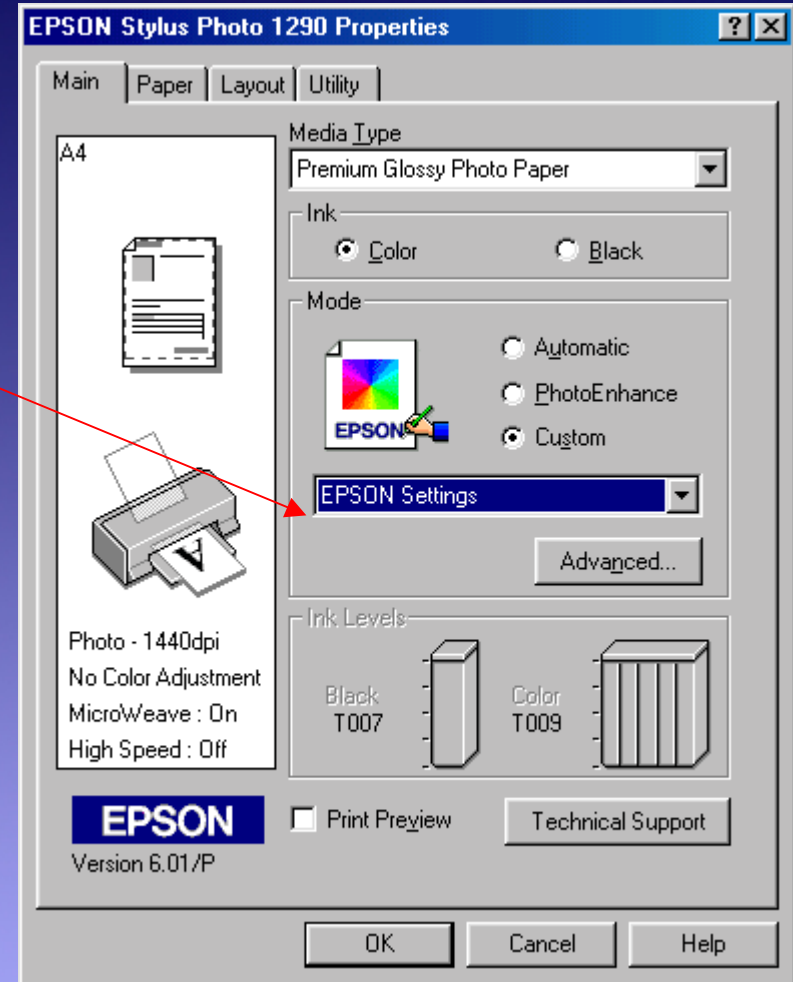 EPSON Stylus Photo 1290 Properties
Main Paper Layout Utility
A4
Media Type
Premium Glossy Photo Paper
Ink
Color Black
Mode
EPSON
Automatic
PhotoEnhance
Custom
EPSON Settings
Advanced...
A
Photo - 1440dpi
No Color Adjustment
MicroWeave : On
High Speed : Off
Ink Levels
Black
T007
Color
T009
EPSON
Version 6.01/P
Print Preview
Technical Support
OK Cancel Help